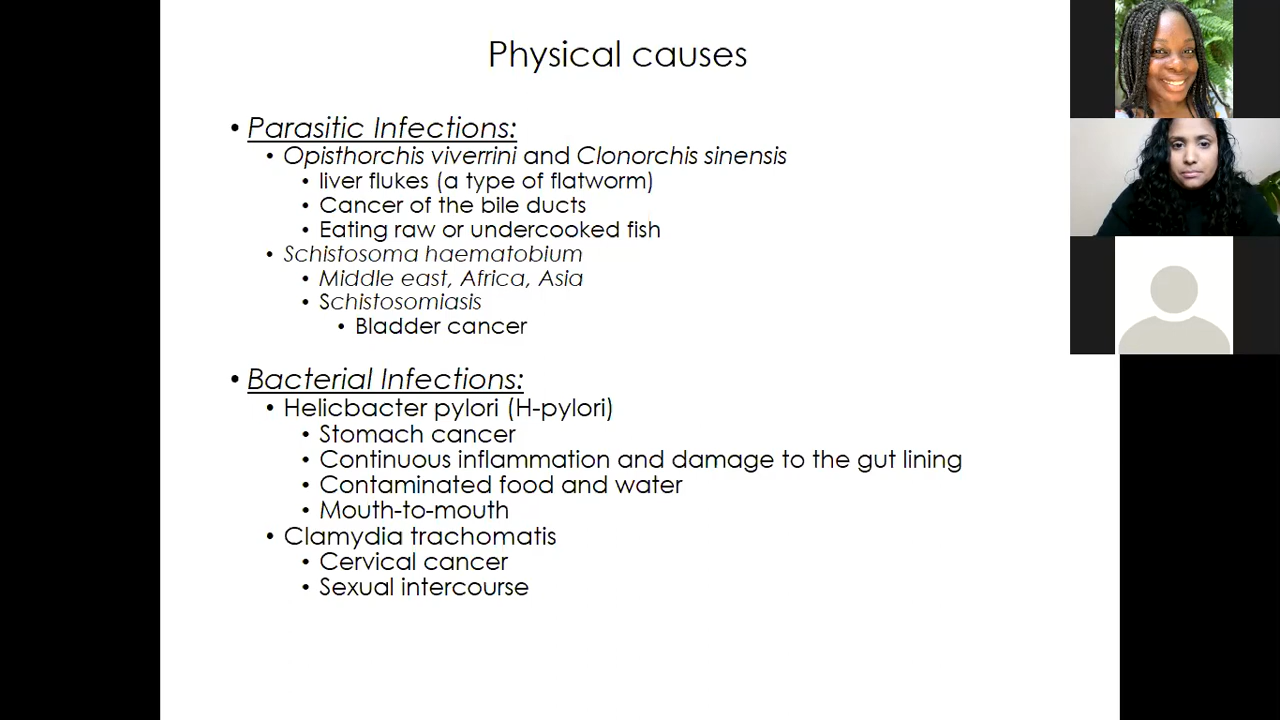 Physical causes
• Parasitic Infections:
• Opisthorchis viverrini and Clonorchis sinensis
• liver flukes (a type of flatworm)
• Cancer of the bile ducts
• Eating raw or undercooked fish
• Schistosoma haematobium
• Middle east, Africa, Asia
• Schistosomiasis
• Bladder cancer
• Bacterial Infections:
• Helicbacter pylori (H-pylori)
• Stomach cancer
• Continuous inflammation and damage to the gut lining
• Contaminated food and water
• Mouth-to-mouth
• Clamydia trachomatis
• Cervical cancer
• Sexual intercourse